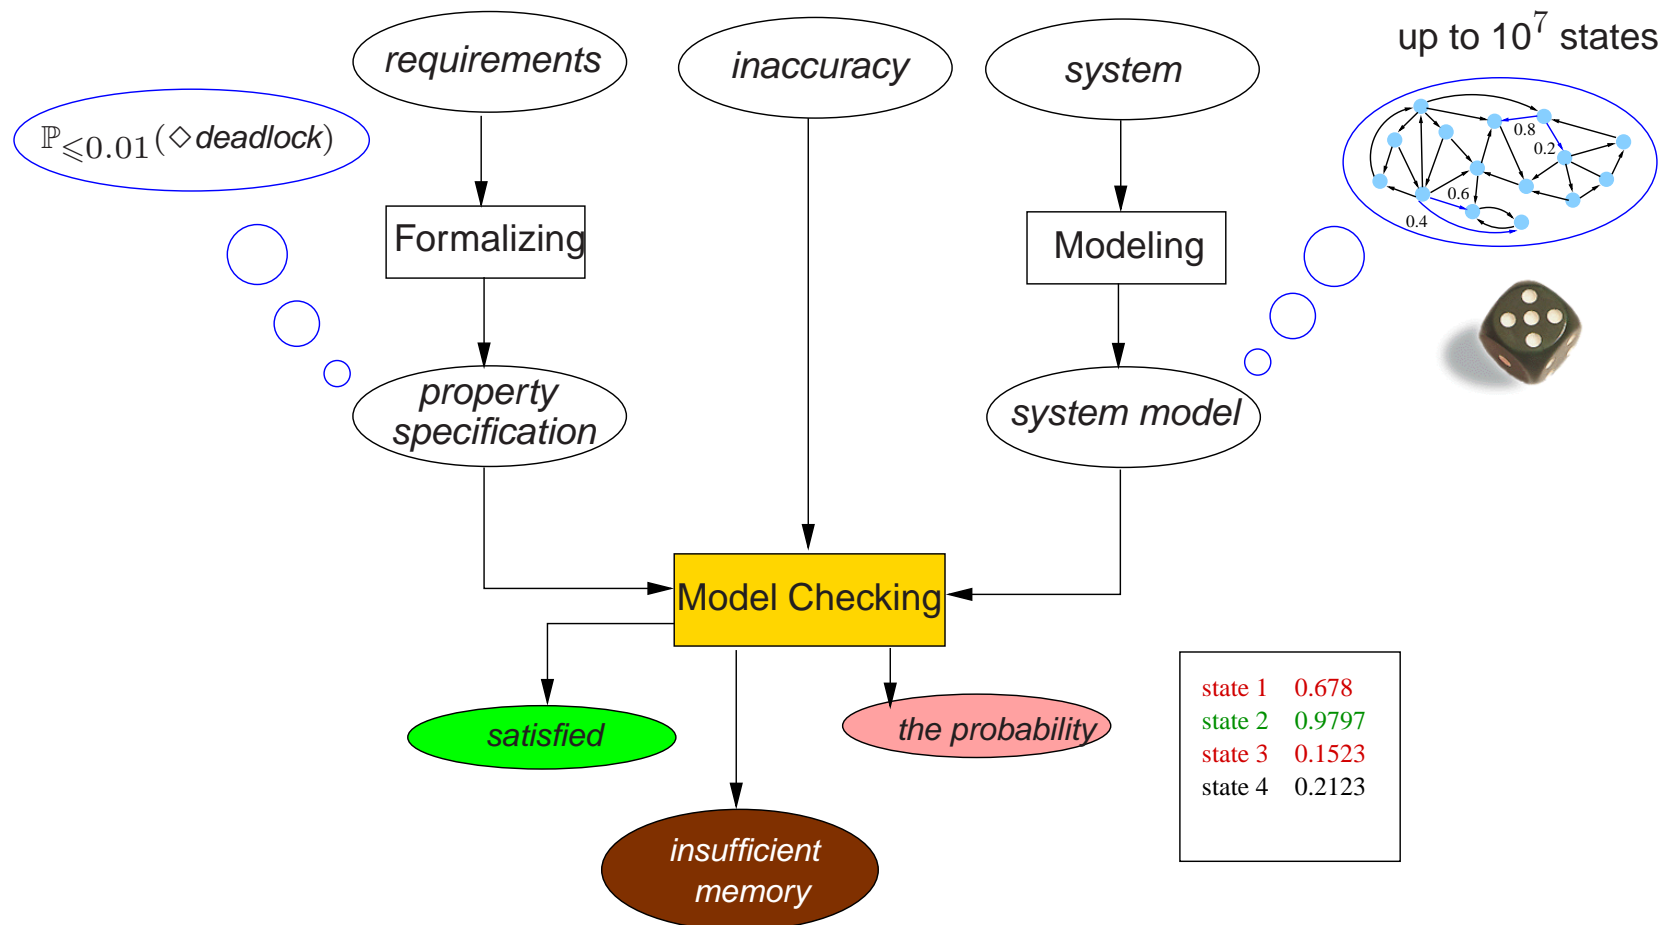 requirements
inaccuracy
system
up to 10^7 states
ℙ⩽0.01(◇deadlock)
0.8
0.2
0.6
0.4
Formalizing
Modeling
property
specification
system model
Model Checking
satisfied
the probability
insufficient
memory
state 1 0.678
state 2 0.9797
state 3 0.1523
state 4 0.2123